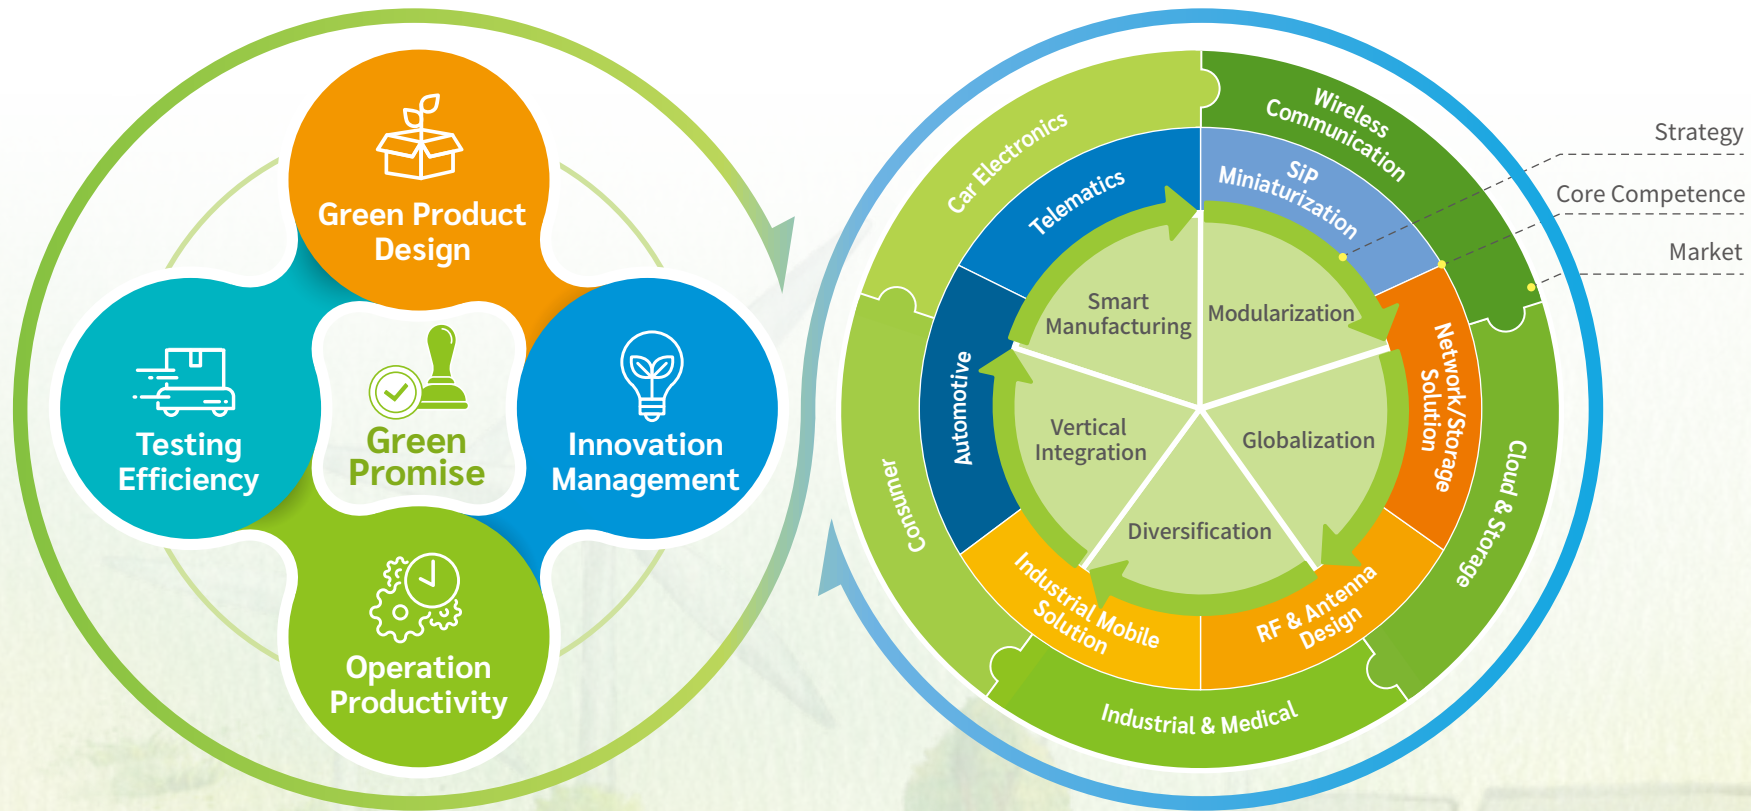 Green Product
Design
Testing
Efficiency
Green
Promise
Innovation
Management
Operation
Productivity
Car Electronics
Wireless
Communication
Cloud & Storage
Industrial & Medical
Consumer
Telematics
SiP
Miniaturization
Network/Storage
Solution
RF & Antenna
Design
Industrial Mobile
Solution
Automotive
Smart
Manufacturing
Modularization
Globalization
Diversification
Vertical
Integration
Strategy
Core Competence
Market